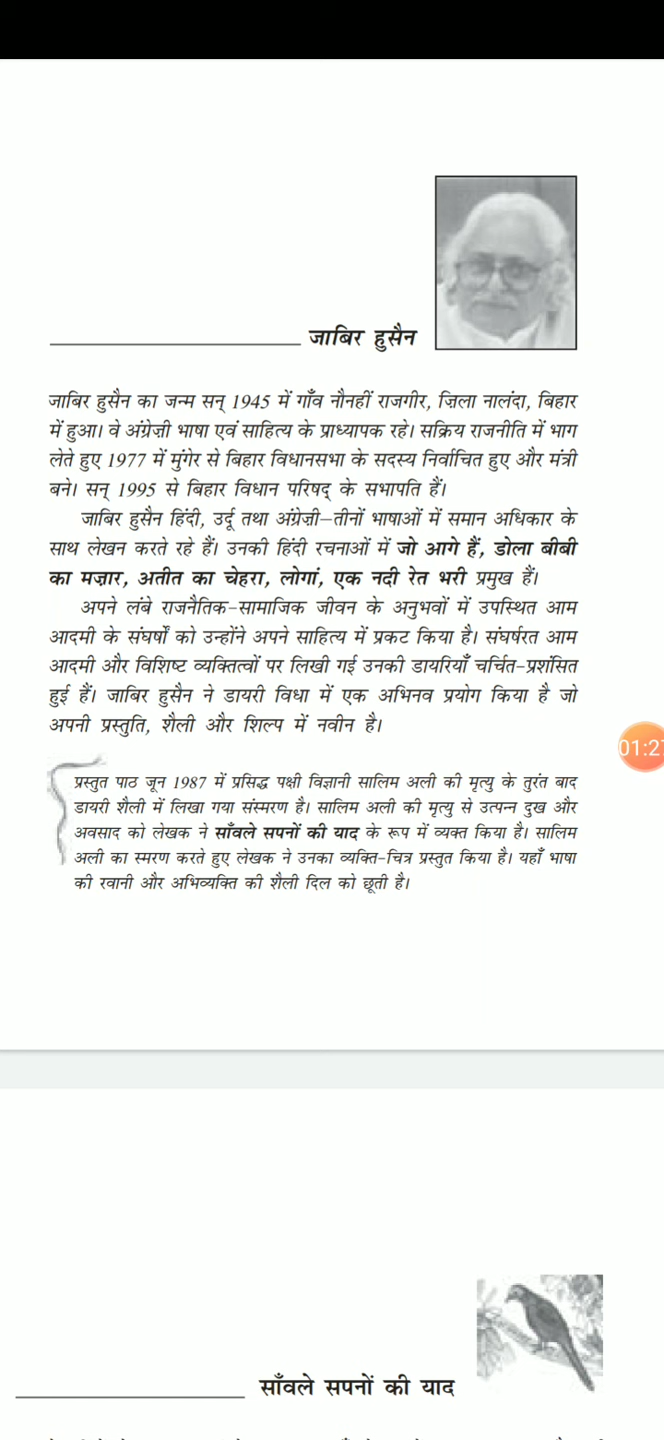 जाबिर हुसैन
जाबिर हुसैन का जन्म सन् 1945 में गाँव नौनहीं राजगीर, ज़िला नालंदा, बिहार
में हुआ। वे अंग्रेज़ी भाषा एवं साहित्य के प्राध्यापक रहे। सक्रिय राजनीति में भाग
लेते हुए 1977 में मुंगेर से बिहार विधानसभा के सदस्य निर्वाचित हुए और मंत्री
बने। सन् 1995 से बिहार विधान परिषद् के सभापति हैं।
जाबिर हुसैन हिंदी, उर्दू तथा अंग्रेज़ी–तीनों भाषाओं में समान अधिकार के
साथ लेखन करते रहे हैं। उनकी हिंदी रचनाओं में जो आगे हैं, डोला बीबी
का मज़ार, अतीत का चेहरा, लोगां, एक नदी रेत भरी प्रमुख हैं।
अपने लंबे राजनैतिक-सामाजिक जीवन के अनुभवों में उपस्थित आम
आदमी के संघर्षों को उन्होंने अपने साहित्य में प्रकट किया है। संघर्षरत आम
आदमी और विशिष्ट व्यक्तित्वों पर लिखी गई उनकी डायरियाँ चर्चित-प्रशंसित
हुई हैं। जाबिर हुसैन ने डायरी विधा में एक अभिनव प्रयोग किया है जो
अपनी प्रस्तुति, शैली और शिल्प में नवीन है।
01:27
प्रस्तुत पाठ जून 1987 में प्रसिद्ध पक्षी विज्ञानी सालिम अली की मृत्यु के तुरंत बाद
डायरी शैली में लिखा गया संस्मरण है। सालिम अली की मृत्यु से उत्पन्न दुख और
अवसाद को लेखक ने साँवले सपनों की याद के रूप में व्यक्त किया है। सालिम
अली का स्मरण करते हुए लेखक ने उनका व्यक्ति-चित्र प्रस्तुत किया है। यहाँ भाषा
की रवानी और अभिव्यक्ति की शैली दिल को छूती है।
साँवले सपनों की याद